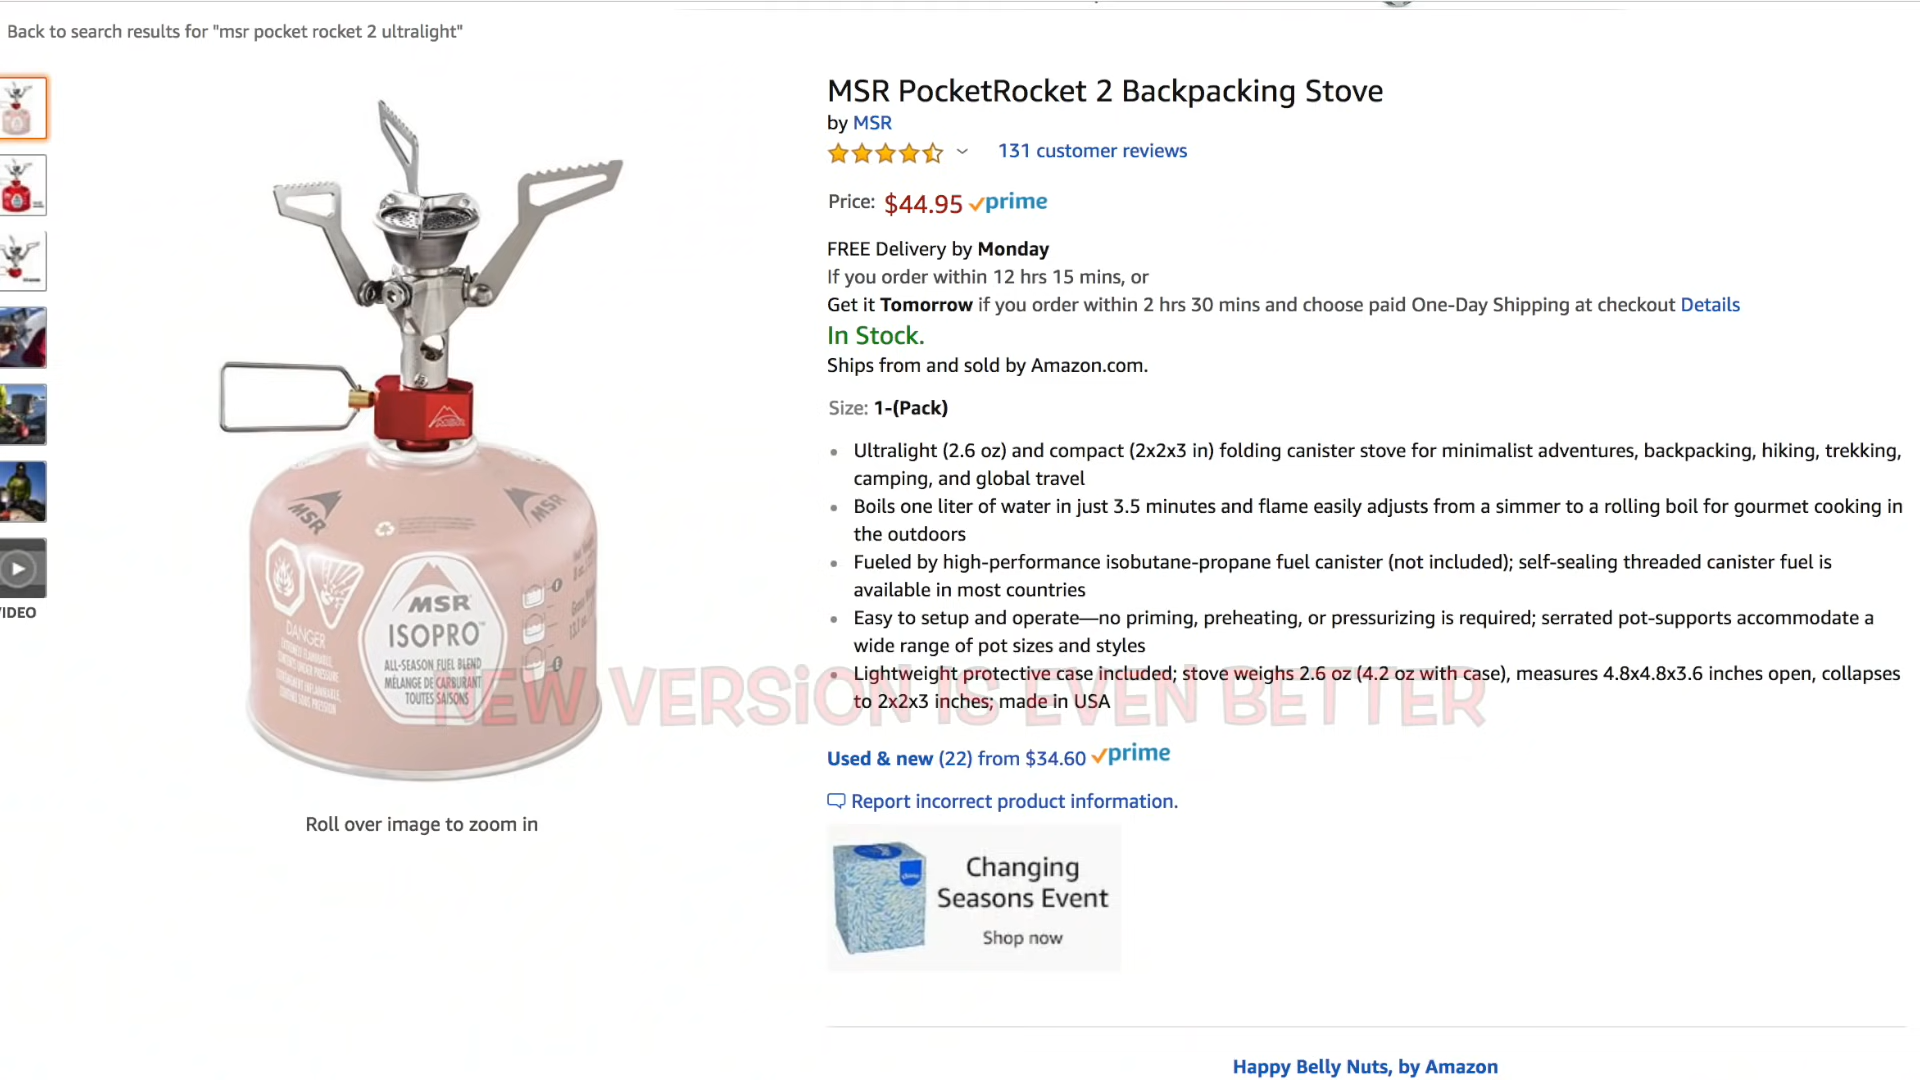 Back to search results for "msr pocket rocket 2 ultralight"
MSR PocketRocket 2 Backpacking Stove
by MSR
131 customer reviews
Price: $44.95 prime
FREE Delivery by Monday
If you order within 12 hrs 15 mins, or
Get it Tomorrow if you order within 2 hrs 30 mins and choose paid One-Day Shipping at checkout Details
In Stock.
Ships from and sold by Amazon.com.
Size: 1-(Pack)
Ultralight (2.6 oz) and compact (2x2x3 in) folding canister stove for minimalist adventures, backpacking, hiking, trekking,
camping, and global travel
Boils one liter of water in just 3.5 minutes and flame easily adjusts from a simmer to a rolling boil for gourmet cooking in
the outdoors
Fueled by high-performance isobutane-propane fuel canister (not included); self-sealing threaded canister fuel is
available in most countries
Easy to setup and operate—no priming, preheating, or pressurizing is required; serrated pot-supports accommodate a
wide range of pot sizes and styles
Lightweight protective case included; stove weighs 2.6 oz (4.2 oz with case), measures 4.8x4.8x3.6 inches open, collapses
to 2x2x3 inches; made in USA
NEW VERSiON IS EVEN BETTER
Used & new (22) from $34.60 prime
Report incorrect product information.
Changing
Seasons Event
Shop now
Happy Belly Nuts, by Amazon
VIDEO
MSR
MSR
DANGER
MSR
ISOPRO™
ALL-SEASON FUEL BLEND
MÉLANGE DE CARBURANT
TOUTES SAISONS
Roll over image to zoom in